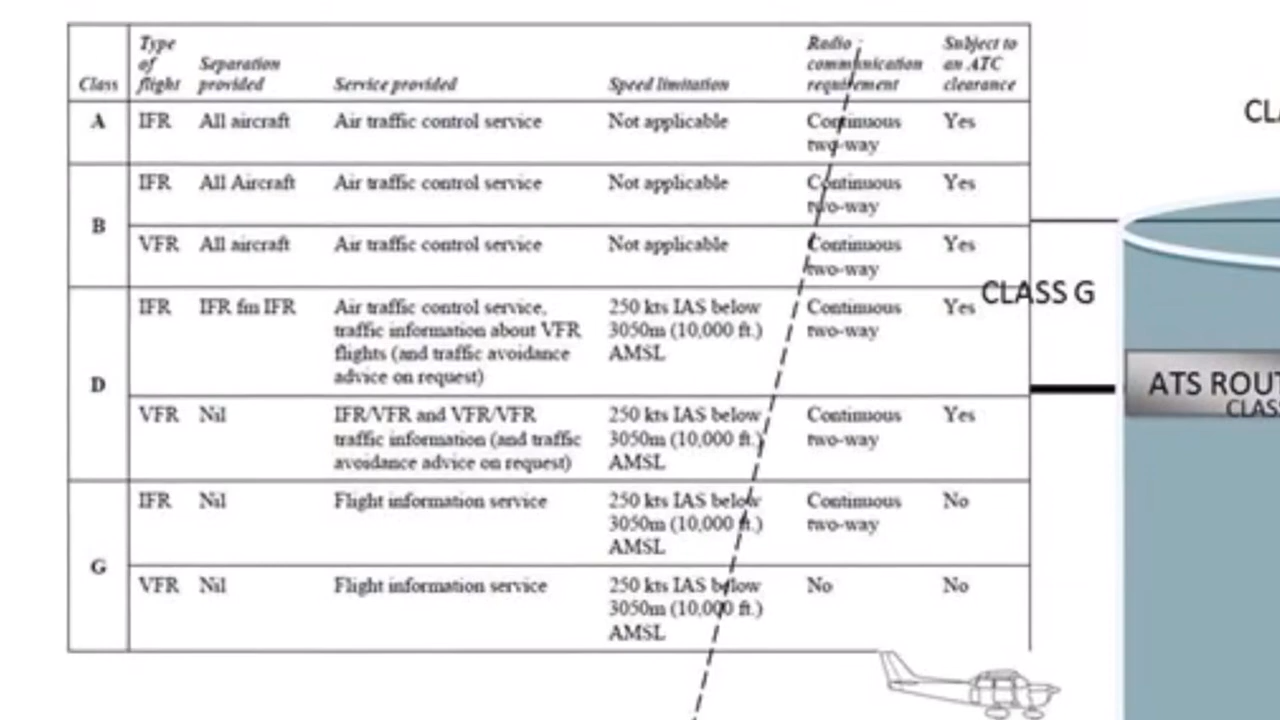 Type
of
flight
Class
Separation
provided
Service provided
Speed limitation
Radio
communication
requirement
Subject to
an ATC
clearance
A IFR All aircraft Air traffic control service Not applicable Continuous Yes
two-way
IFR All Aircraft Air traffic control service Not applicable Continuous Yes
two-way
B
VFR All aircraft Air traffic control service Not applicable Continuous Yes
two-way
IFR IFR fm IFR Air traffic control service, 250 kts IAS below Continuous Yes
traffic information about VFR 3050m (10,000 ft.) two-way
flights (and traffic avoidance AMSL
advice on request)
D
VFR Nil IFR/VFR and VFR/VFR 250 kts IAS below Continuous Yes
traffic information (and traffic 3050m (10,000 ft.) two-way
avoidance advice on request) AMSL
IFR Nil Flight information service 250 kts IAS below Continuous No
3050m (10,000 ft.) two-way
AMSL
G
VFR Nil Flight information service 250 kts IAS below No No
3050m (10,000 ft.)
AMSL
CLASS G